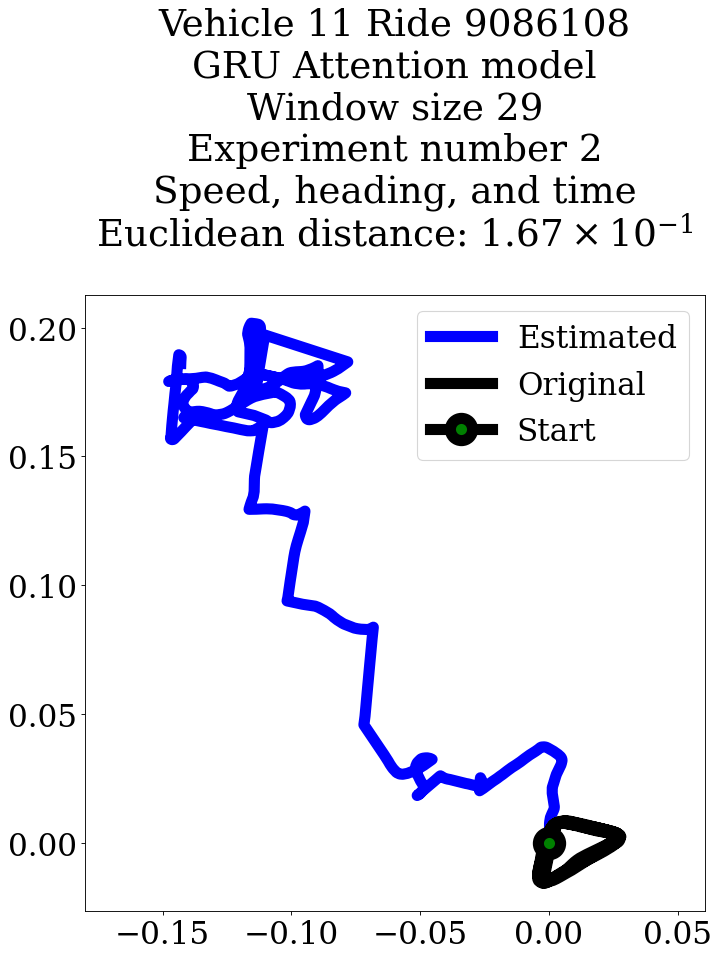 Vehicle 11 Ride 9086108
GRU Attention model
Window size 29
Experiment number 2
Speed, heading, and time
Euclidean distance: 1.67 × 10⁻¹
Estimated
Original
Start
0.20
0.15
0.10
0.05
0.00
−0.15 −0.10 −0.05 0.00 0.05